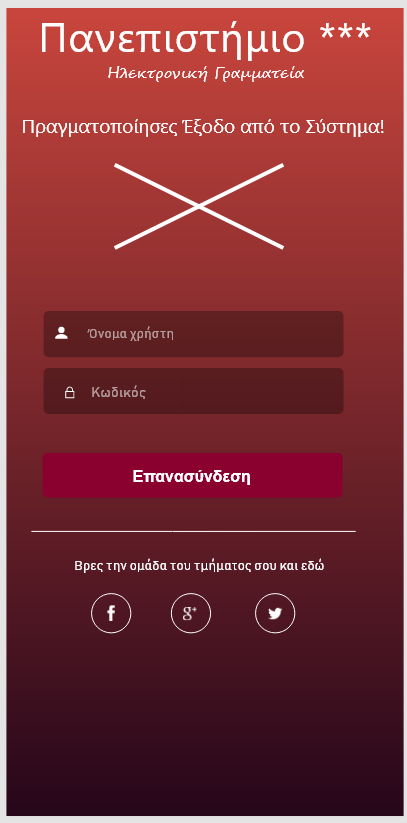 Πανεπιστήμιο ***
Ηλεκτρονική Γραμματεία
Πραγματοποίησες Έξοδο από το Σύστημα!
Όνομα χρήστη
Κωδικός
Επανασύνδεση
Βρες την ομάδα του τμήματος σου και εδώ
f g+